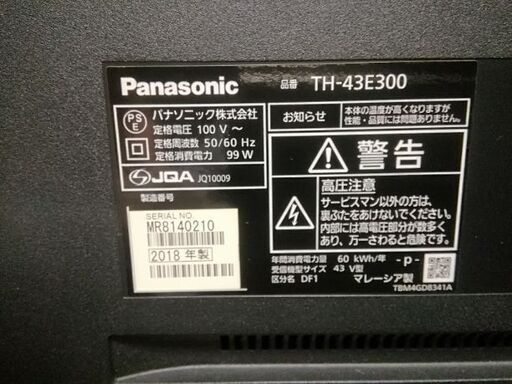 Panasonic
品番 TH-43E300
PS
E
パナソニック株式会社
定格電圧 100 V ～
定格周波数 50/60 Hz
定格消費電力 99 W
JQA JQ10009
製造番号
SERIAL NO
MR8140210
2018 年製
お知らせ
本体の温度が高くなりますが
性能・品質には問題ありません
警告
高圧注意
サービスマン以外の方は、
裏ぶたをあけないでください。
内部には高電圧部分が数多く
あり、万一さわると危険です。
年間消費電力量 60 kWh/年
受信機型サイズ 43 V型
区分名 DF1
-p-
マレーシア製
TBM4GD8341A